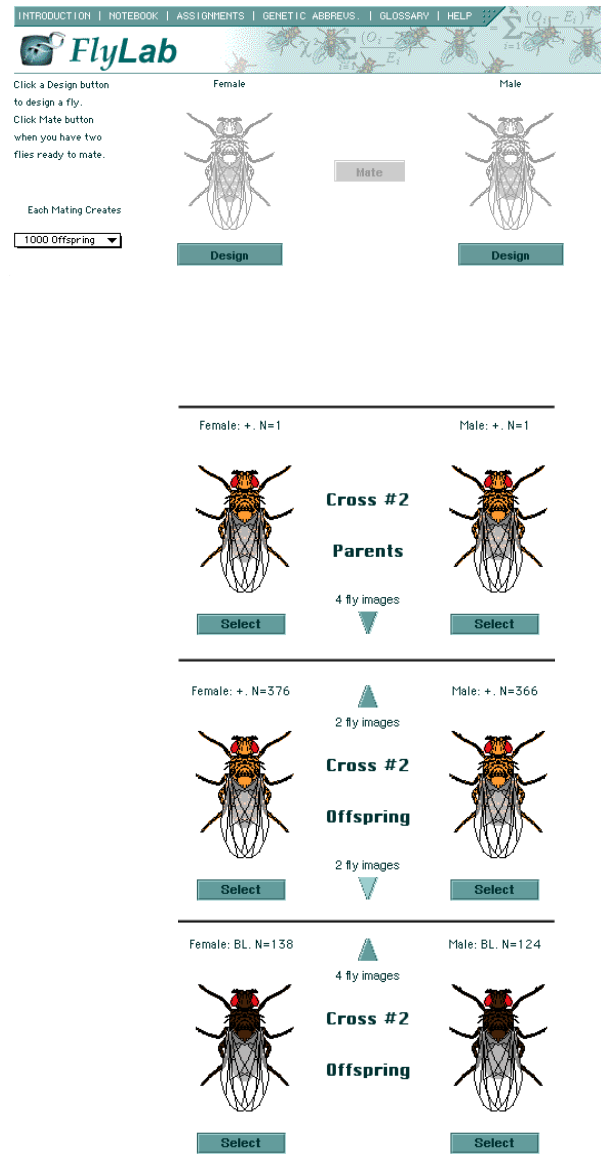 INTRODUCTION | NOTEBOOK | ASSIGNMENTS | GENETIC ABBREVS. | GLOSSARY | HELP
FlyLab
Click a Design button
to design a fly.
Click Mate button
when you have two
flies ready to mate.
Each Mating Creates
1000 Offspring
Female
Male
Mate
Design
Design
Female: +. N=1
Male: +. N=1
Cross #2
Parents
4 fly images
Select
Select
Female: +. N=376
Male: +. N=366
2 fly images
Cross #2
Offspring
2 fly images
Select
Select
Female: BL. N=138
Male: BL. N=124
4 fly images
Cross #2
Offspring
Select
Select